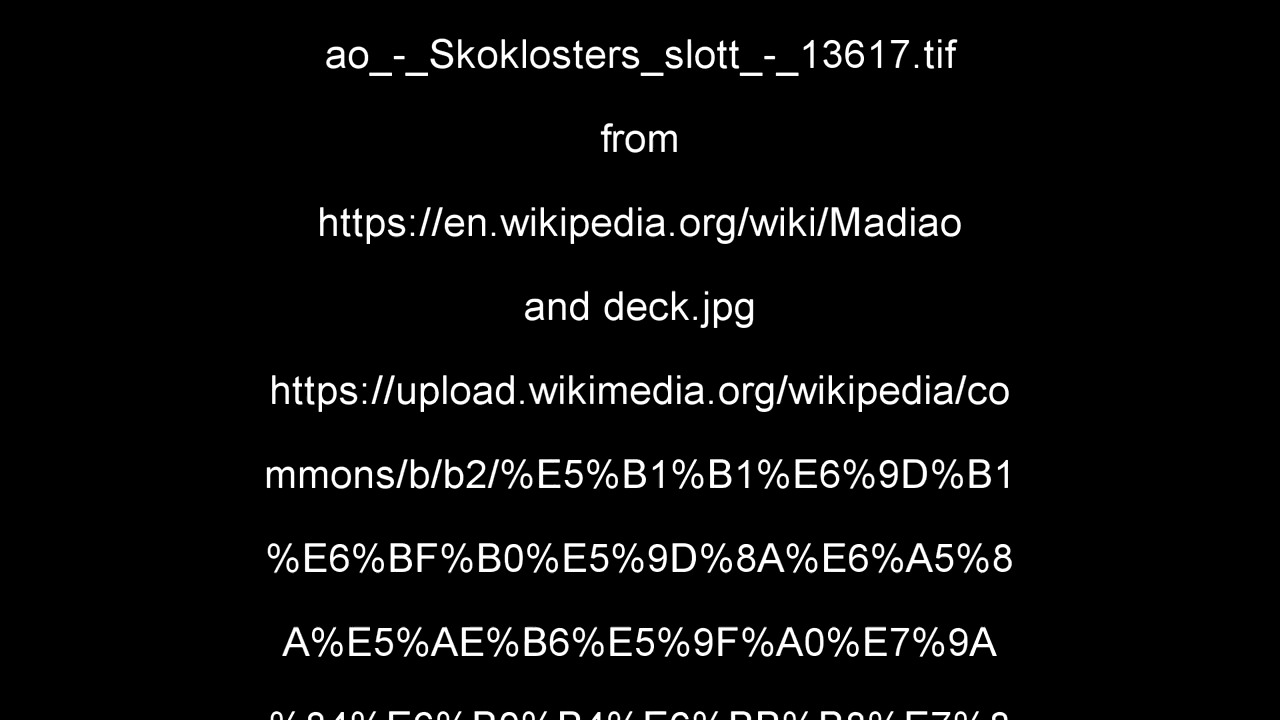 ao_-_Skoklosters_slott_-_13617.tif
from
https://en.wikipedia.org/wiki/Madiao
and deck.jpg
https://upload.wikimedia.org/wikipedia/co
mmons/b/b2/%E5%B1%B1%E6%9D%B1
%E6%BF%B0%E5%9D%8A%E6%A5%8
A%E5%AE%B6%E5%9F%A0%E7%9A